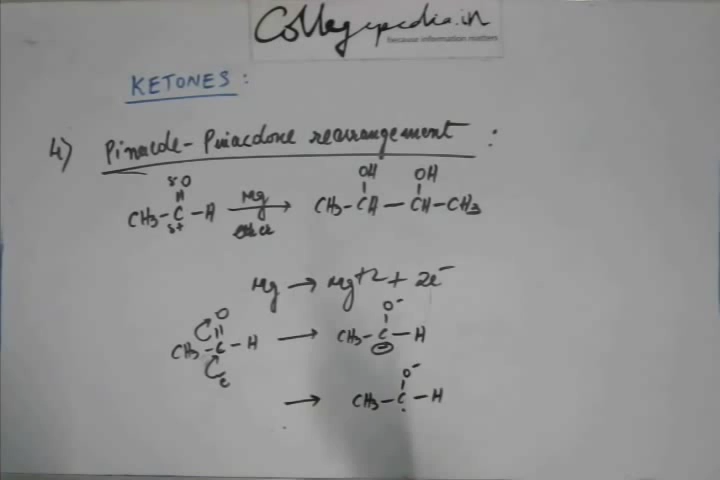 Collegepedia.in
because information matters
KETONES :
4) Pinacole - Pinacolone rearrangement :
δ-O OH OH
CH3-C-H Mg ether → CH3-CH-CH-CH3
δ+
Mg → Mg+2 + 2e-
O O-
CH3-C-H → CH3-C-H
e
O-
→ CH3-C-H